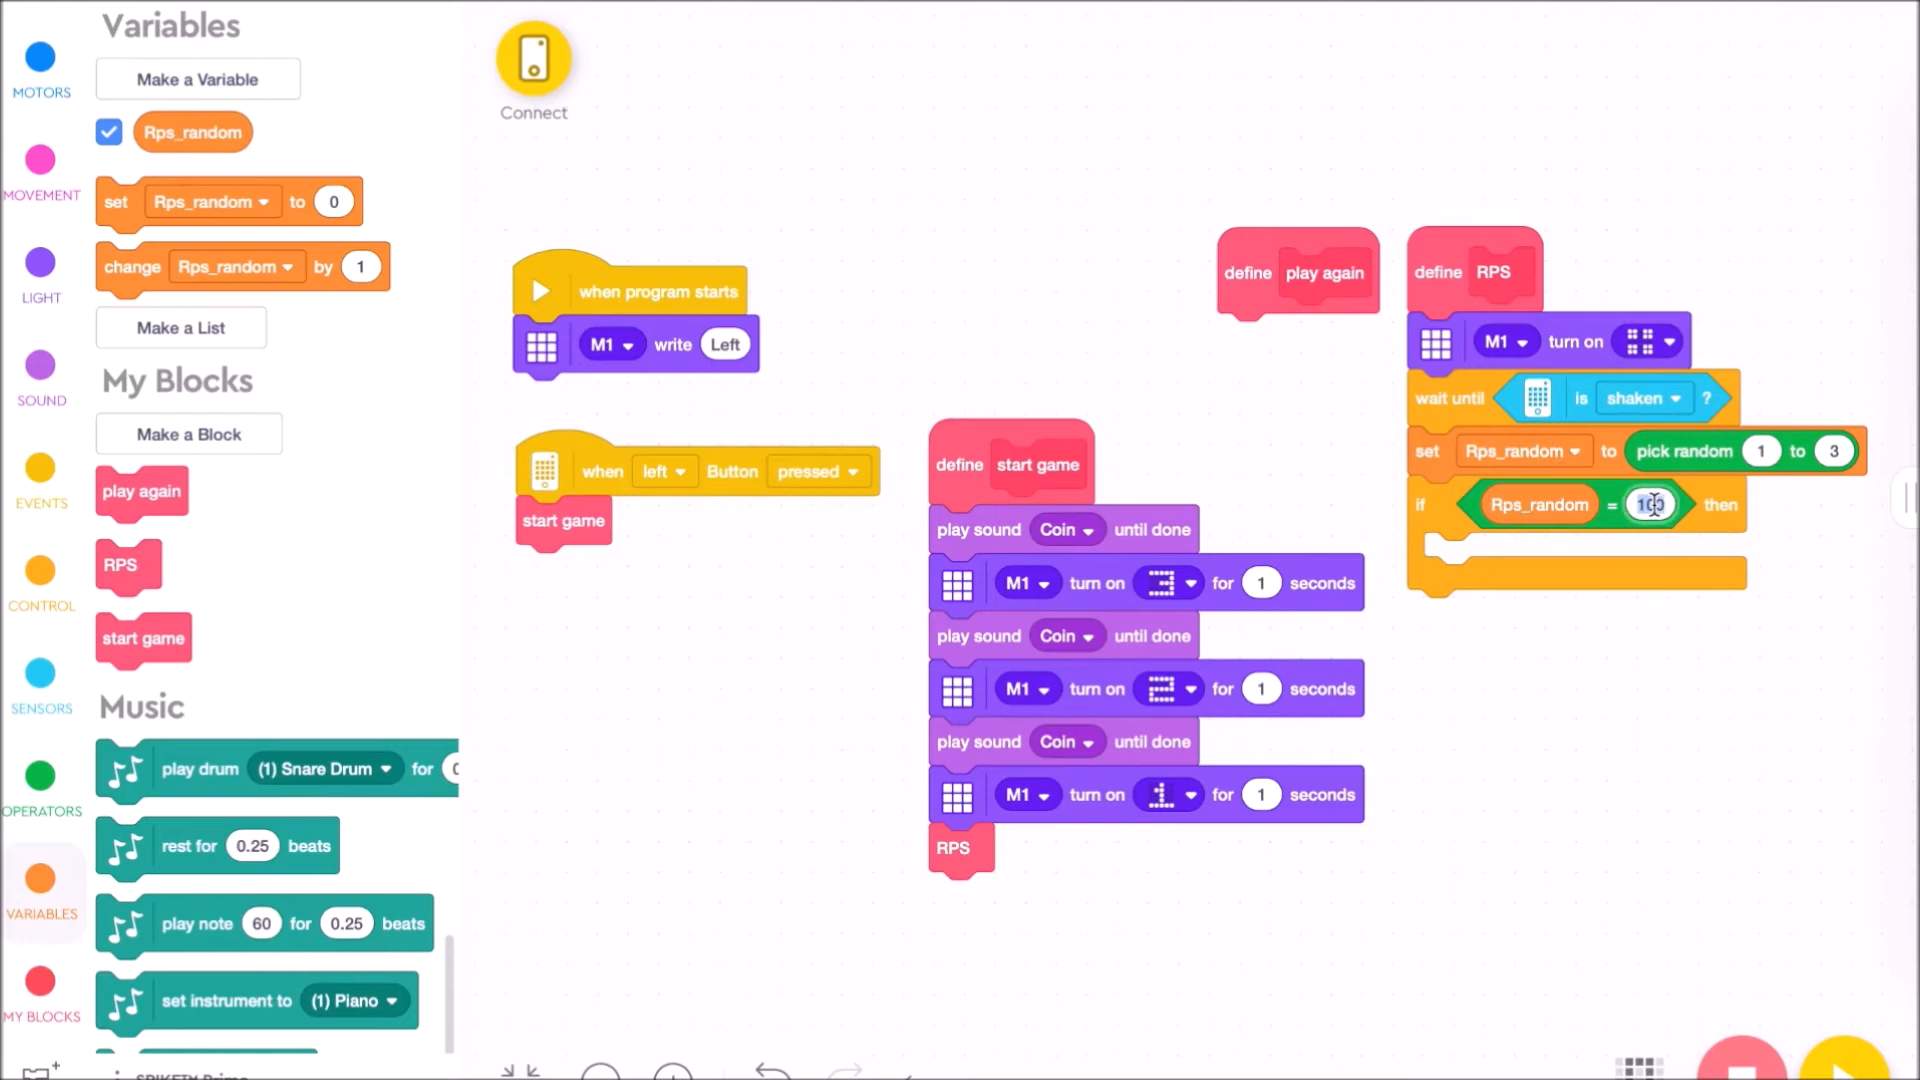 Variables
Make a Variable
Rps_random
set Rps_random to 0
change Rps_random by 1
Make a List
My Blocks
Make a Block
play again
RPS
start game
Music
play drum (1) Snare Drum for
rest for 0.25 beats
play note 60 for 0.25 beats
set instrument to (1) Piano
MOTORS
MOVEMENT
LIGHT
SOUND
EVENTS
CONTROL
SENSORS
OPERATORS
VARIABLES
MY BLOCKS
Connect
when program starts
M1 write Left
when left Button pressed
start game
define start game
play sound Coin until done
M1 turn on for 1 seconds
play sound Coin until done
M1 turn on for 1 seconds
play sound Coin until done
M1 turn on for 1 seconds
RPS
define play again
define RPS
M1 turn on
wait until is shaken ?
set Rps_random to pick random 1 to 3
if Rps_random = 100 then